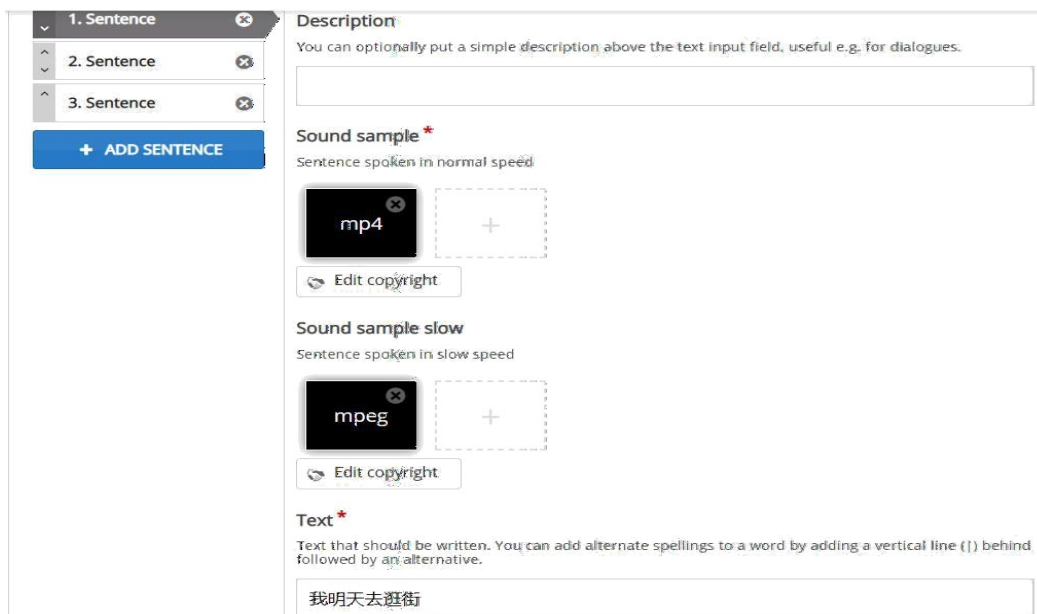 1. Sentence
2. Sentence
3. Sentence
+ ADD SENTENCE
Description
You can optionally put a simple description above the text input field, useful e.g. for dialogues.
Sound sample *
Sentence spoken in normal speed
mp4
+
Edit copyright
Sound sample slow
Sentence spoken in slow speed
mpeg
+
Edit copyright
Text *
Text that should be written. You can add alternate spellings to a word by adding a vertical line (|) behind
followed by an alternative.
我明天去逛街